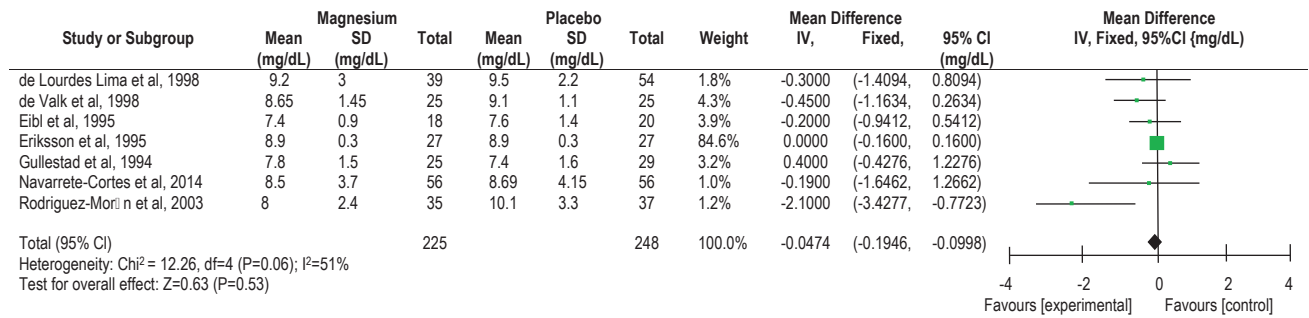 Magnesium Placebo Mean Difference Mean Difference
Study or Subgroup Mean SD Total Mean SD Total Weight IV, Fixed, 95% CI IV, Fixed, 95%CI {mg/dL}
(mg/dL) (mg/dL) (mg/dL) (mg/dL) (mg/dL)
de Lourdes Lima et al, 1998 9.2 3 39 9.5 2.2 54 1.8% -0.3000 (-1.4094, 0.8094)
de Valk et al, 1998 8.65 1.45 25 9.1 1.1 25 4.3% -0.4500 (-1.1634, 0.2634)
Eibl et al, 1995 7.4 0.9 18 7.6 1.4 20 3.9% -0.2000 (-0.9412, 0.5412)
Eriksson et al, 1995 8.9 0.3 27 8.9 0.3 27 84.6% 0.0000 (-0.1600, 0.1600)
Gullestad et al, 1994 7.8 1.5 25 7.4 1.6 29 3.2% 0.4000 (-0.4276, 1.2276)
Navarrete-Cortes et al, 2014 8.5 3.7 56 8.69 4.15 56 1.0% -0.1900 (-1.6462, 1.2662)
Rodriguez-Mor▯n et al, 2003 8 2.4 35 10.1 3.3 37 1.2% -2.1000 (-3.4277, -0.7723)
Total (95% CI) 225 248 100.0% -0.0474 (-0.1946, -0.0998)
Heterogeneity: Chi² = 12.26, df=4 (P=0.06); I²=51%
Test for overall effect: Z=0.63 (P=0.53)
-4 -2 0 2 4
Favours [experimental] Favours [control]